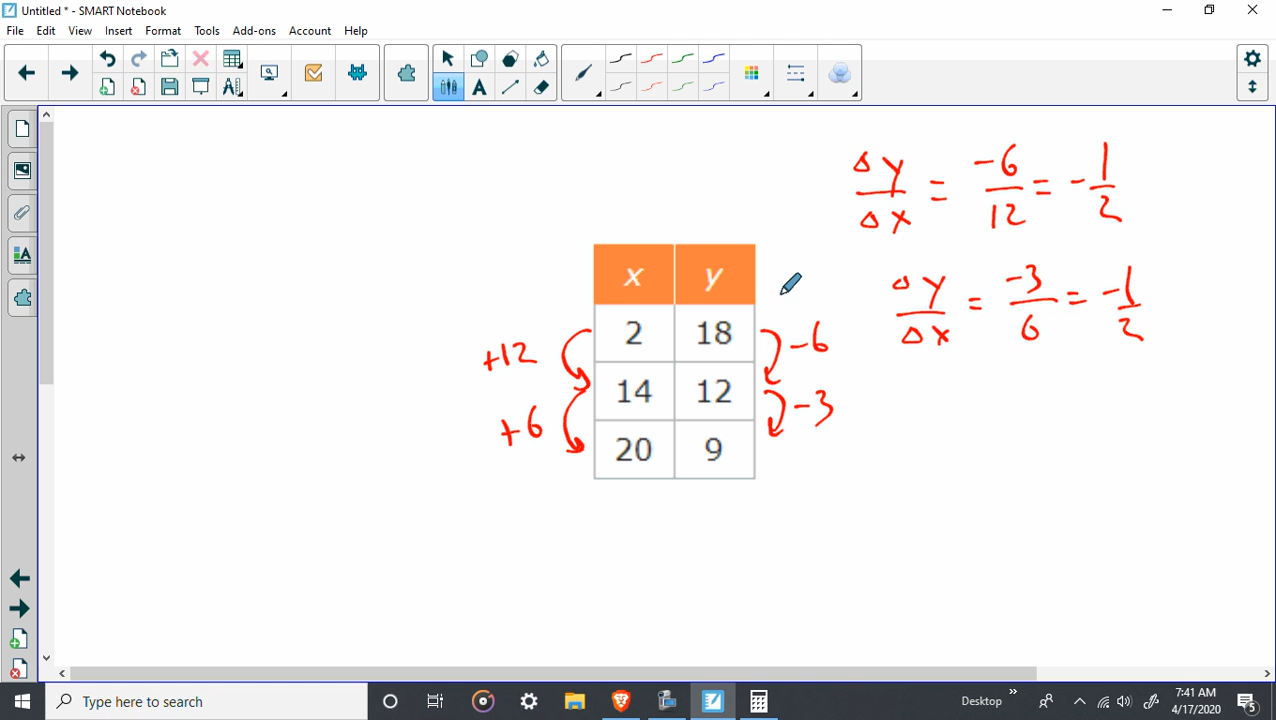 Untitled * - SMART Notebook
File Edit View Insert Format Tools Add-ons Account Help
Δy/Δx = -6/12 = -1/2
Δy/Δx = -3/6 = -1/2
x y
2 18
+12 -6
14 12
+6 -3
20 9
Type here to search
Desktop
»
7:41 AM
4/17/2020
5